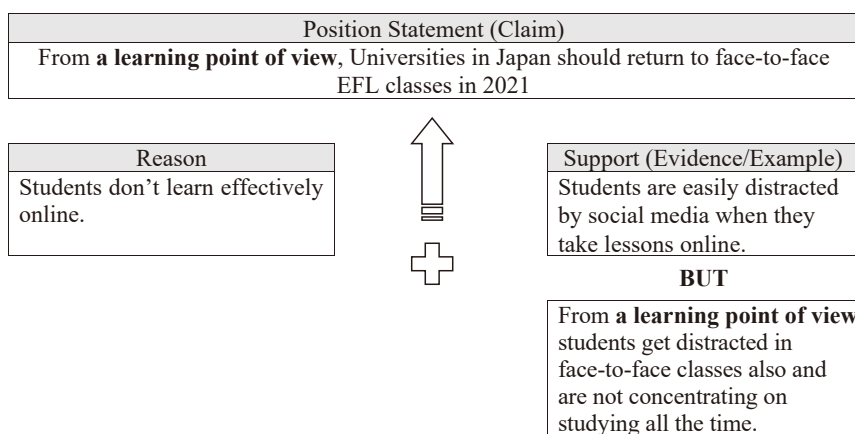 Position Statement (Claim)
From a learning point of view, Universities in Japan should return to face-to-face
EFL classes in 2021
Reason
Students don’t learn effectively
online.
Support (Evidence/Example)
Students are easily distracted
by social media when they
take lessons online.
BUT
From a learning point of view
students get distracted in
face-to-face classes also and
are not concentrating on
studying all the time.